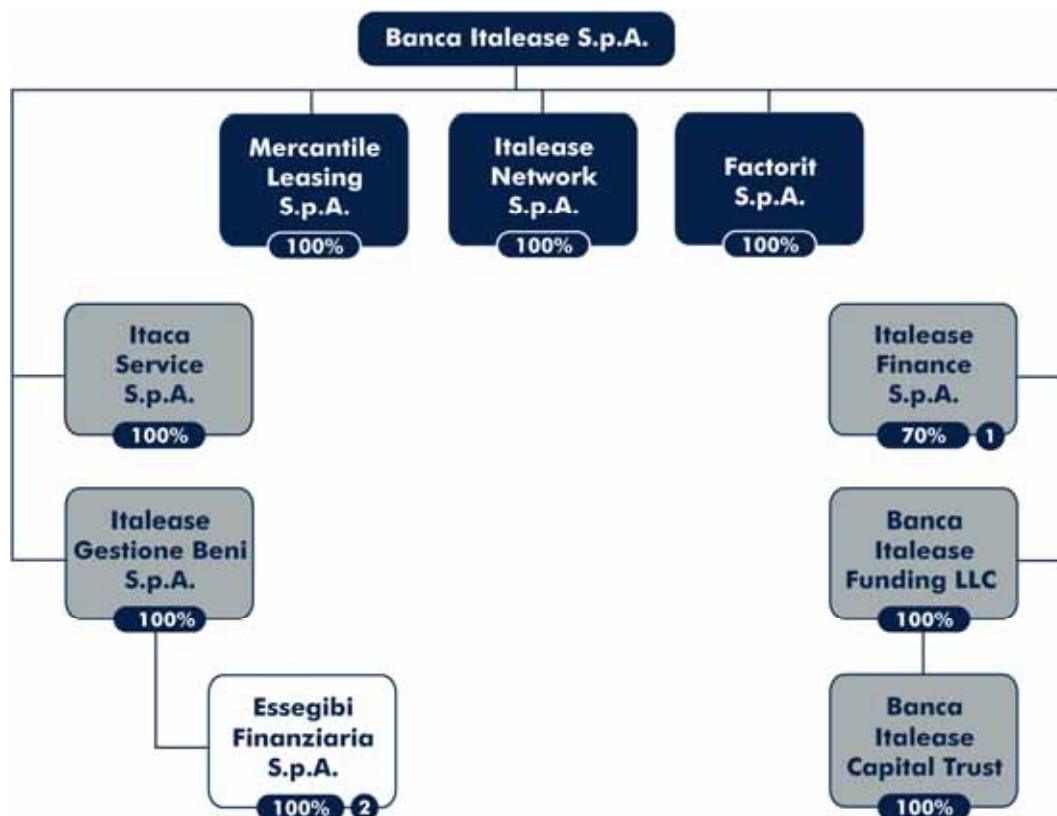 Banca Italease S.p.A.
Mercantile
Leasing
S.p.A.
100%
Italease
Network
S.p.A.
100%
Factorit
S.p.A.
100%
Itaca
Service
S.p.A.
100%
Italease
Finance
S.p.A.
70% 1
Italease
Gestione Beni
S.p.A.
100%
Banca
Italease
Funding LLC
100%
Essegibi
Finanziaria
S.p.A.
100% 2
Banca
Italease
Capital Trust
100%